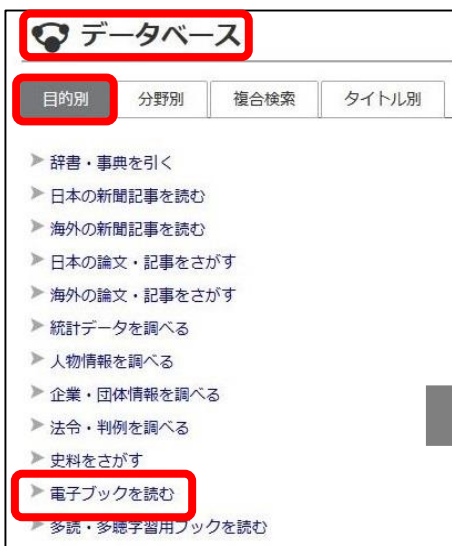 データベース
目的別 分野別 複合検索 タイトル別
辞書・事典を引く
日本の新聞記事を読む
海外の新聞記事を読む
日本の論文・記事をさがす
海外の論文・記事をさがす
統計データを調べる
人物情報を調べる
企業・団体情報を調べる
法令・判例を調べる
史料をさがす
電子ブックを読む
多読・多聴学習用ブックを読む